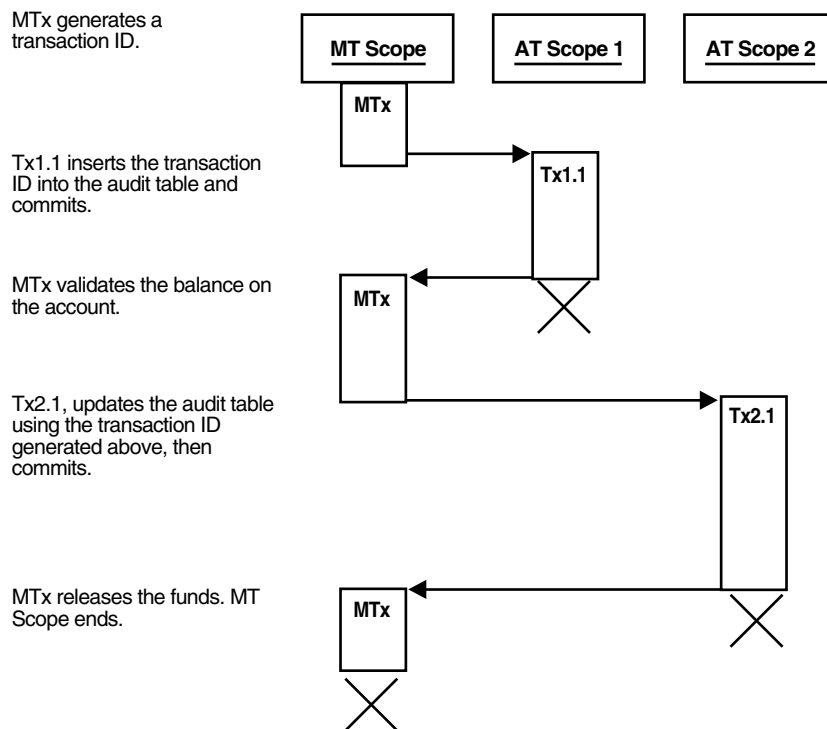 MTx generates a
transaction ID.
MT Scope
AT Scope 1
AT Scope 2
MTx
Tx1.1 inserts the transaction
ID into the audit table and
commits.
Tx1.1
MTx validates the balance on
the account.
MTx
Tx2.1, updates the audit table
using the transaction ID
generated above, then
commits.
Tx2.1
MTx releases the funds. MT
Scope ends.
MTx